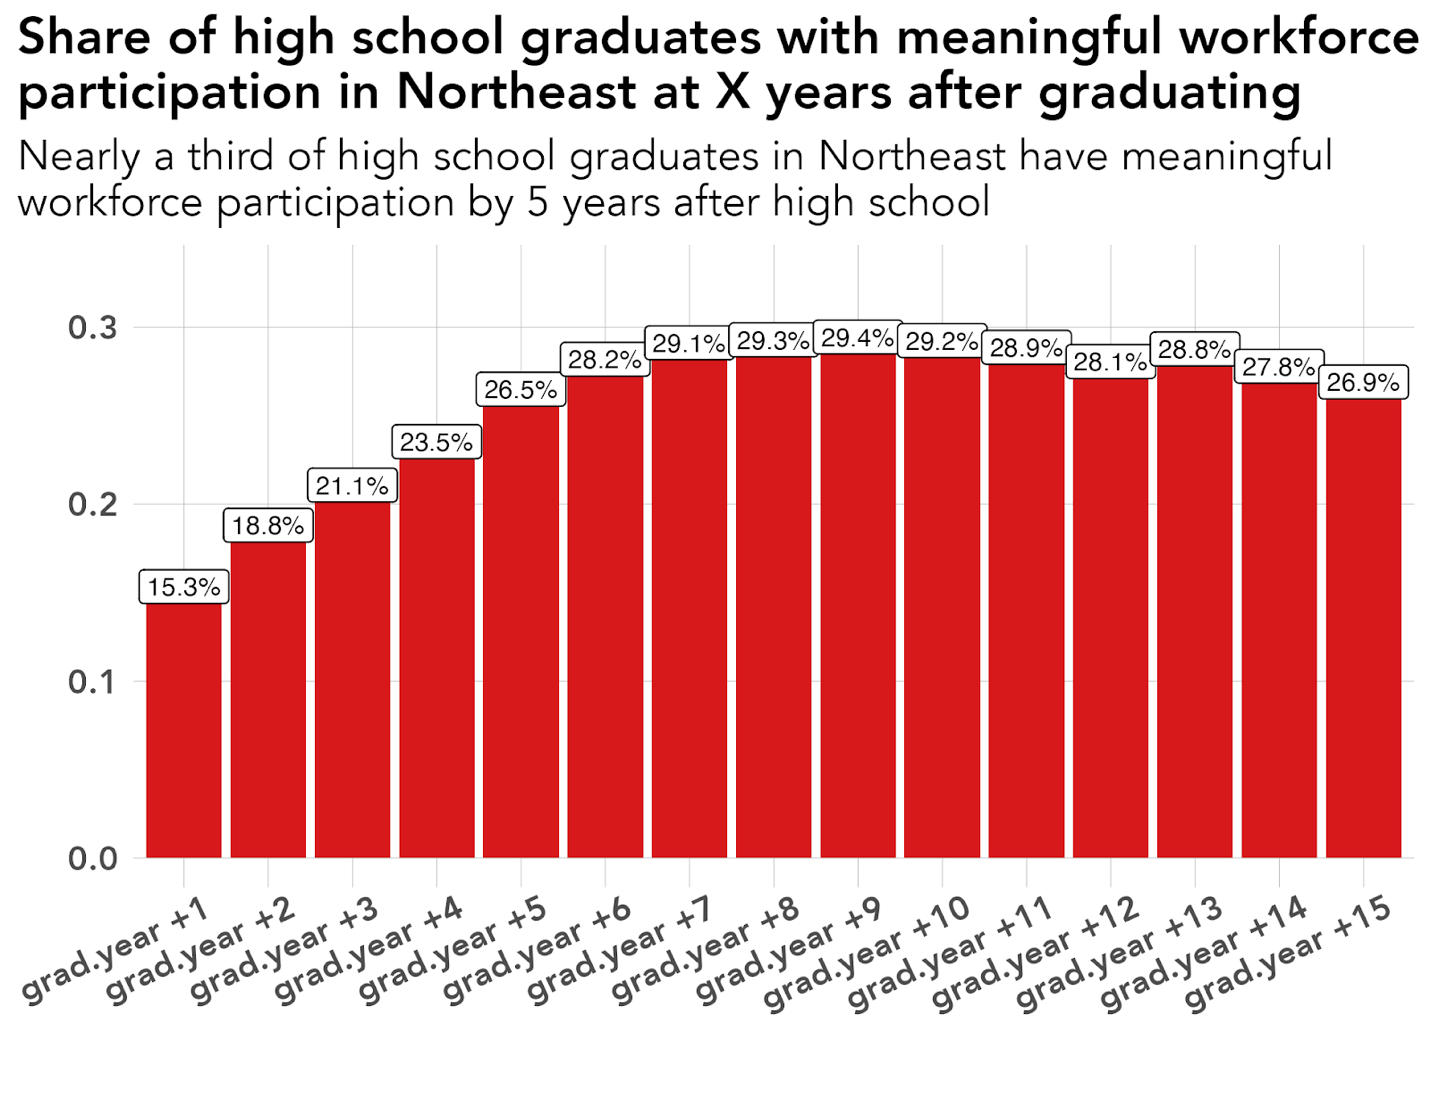 Share of high school graduates with meaningful workforce
participation in Northeast at X years after graduating
Nearly a third of high school graduates in Northeast have meaningful
workforce participation by 5 years after high school
0.3
0.2
0.1
0.0
15.3%
18.8%
21.1%
23.5%
26.5%
28.2%
29.1%
29.3%
29.4%
29.2%
28.9%
28.1%
28.8%
27.8%
26.9%
grad.year +1
grad.year +2
grad.year +3
grad.year +4
grad.year +5
grad.year +6
grad.year +7
grad.year +8
grad.year +9
grad.year +10
grad.year +11
grad.year +12
grad.year +13
grad.year +14
grad.year +15